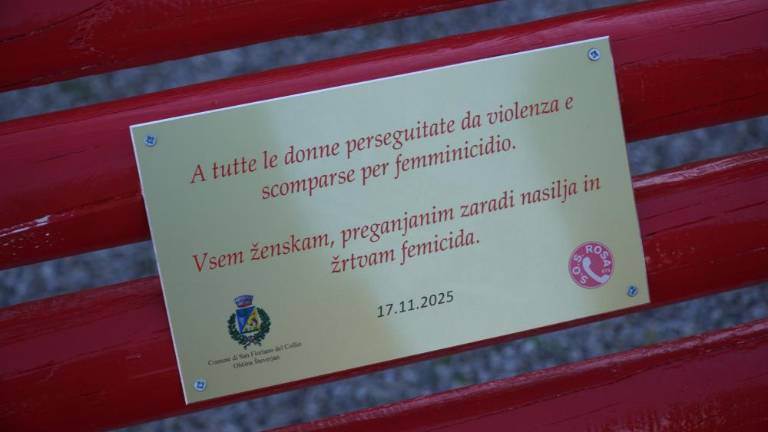 A tutte le donne perseguitate da violenza e
scomparse per femminicidio.
Vsem ženskam, preganjanim zaradi nasilja in
žrtvam femicida.
17.11.2025
S.O.S. ROSA
Comune di San Floriano del Collio
Občina Števerjan